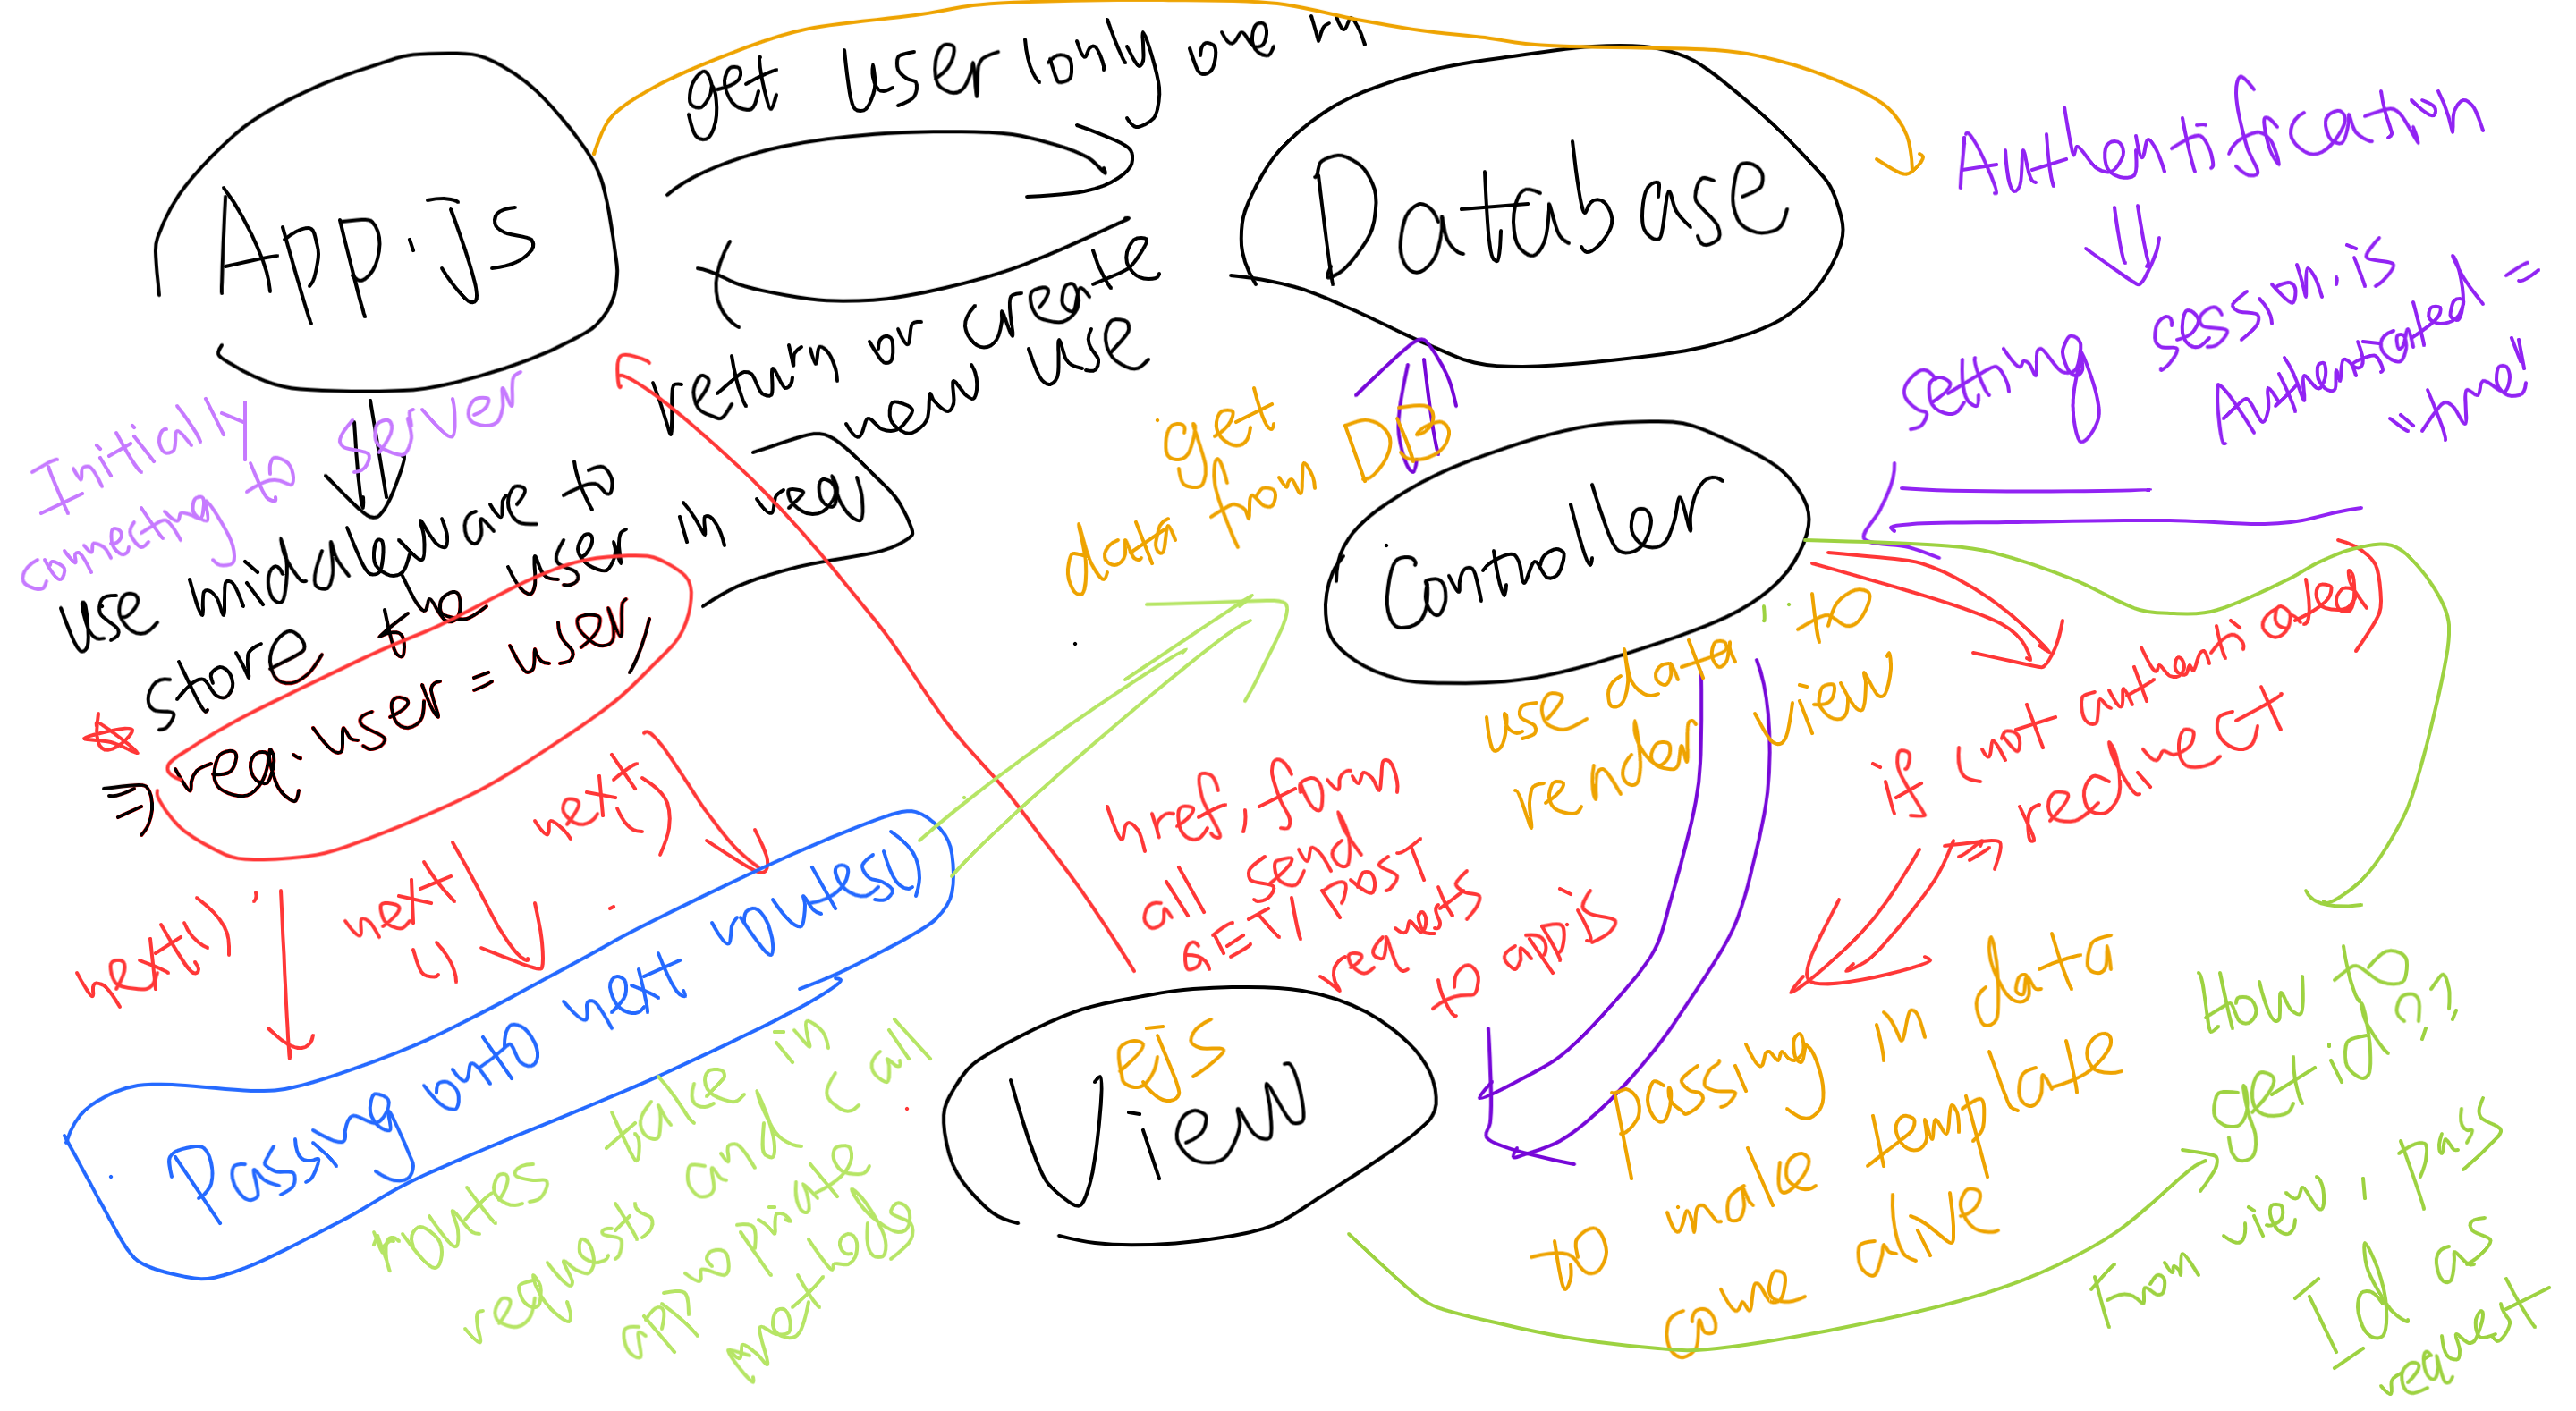 get user (only one in
App.js
Database
Authentification
return or create
new use
setting session.is
Authenticated =
"true"
Initially
connecting to server
use middleware to
store the user in req
⇒ req.user = user,
get
data from DB
Controller
use data, to
render view
if (not authenticated)
⇒ redirect
next();
next
()
next()
Passing onto next routes()
routes take in
requests and (call
appropriate
methods
href, form
all send
GET/POST
requests
to app.js
ejs
View
passing in data
to make template
come alive
How to
get id??
From view, pass
Id as
request